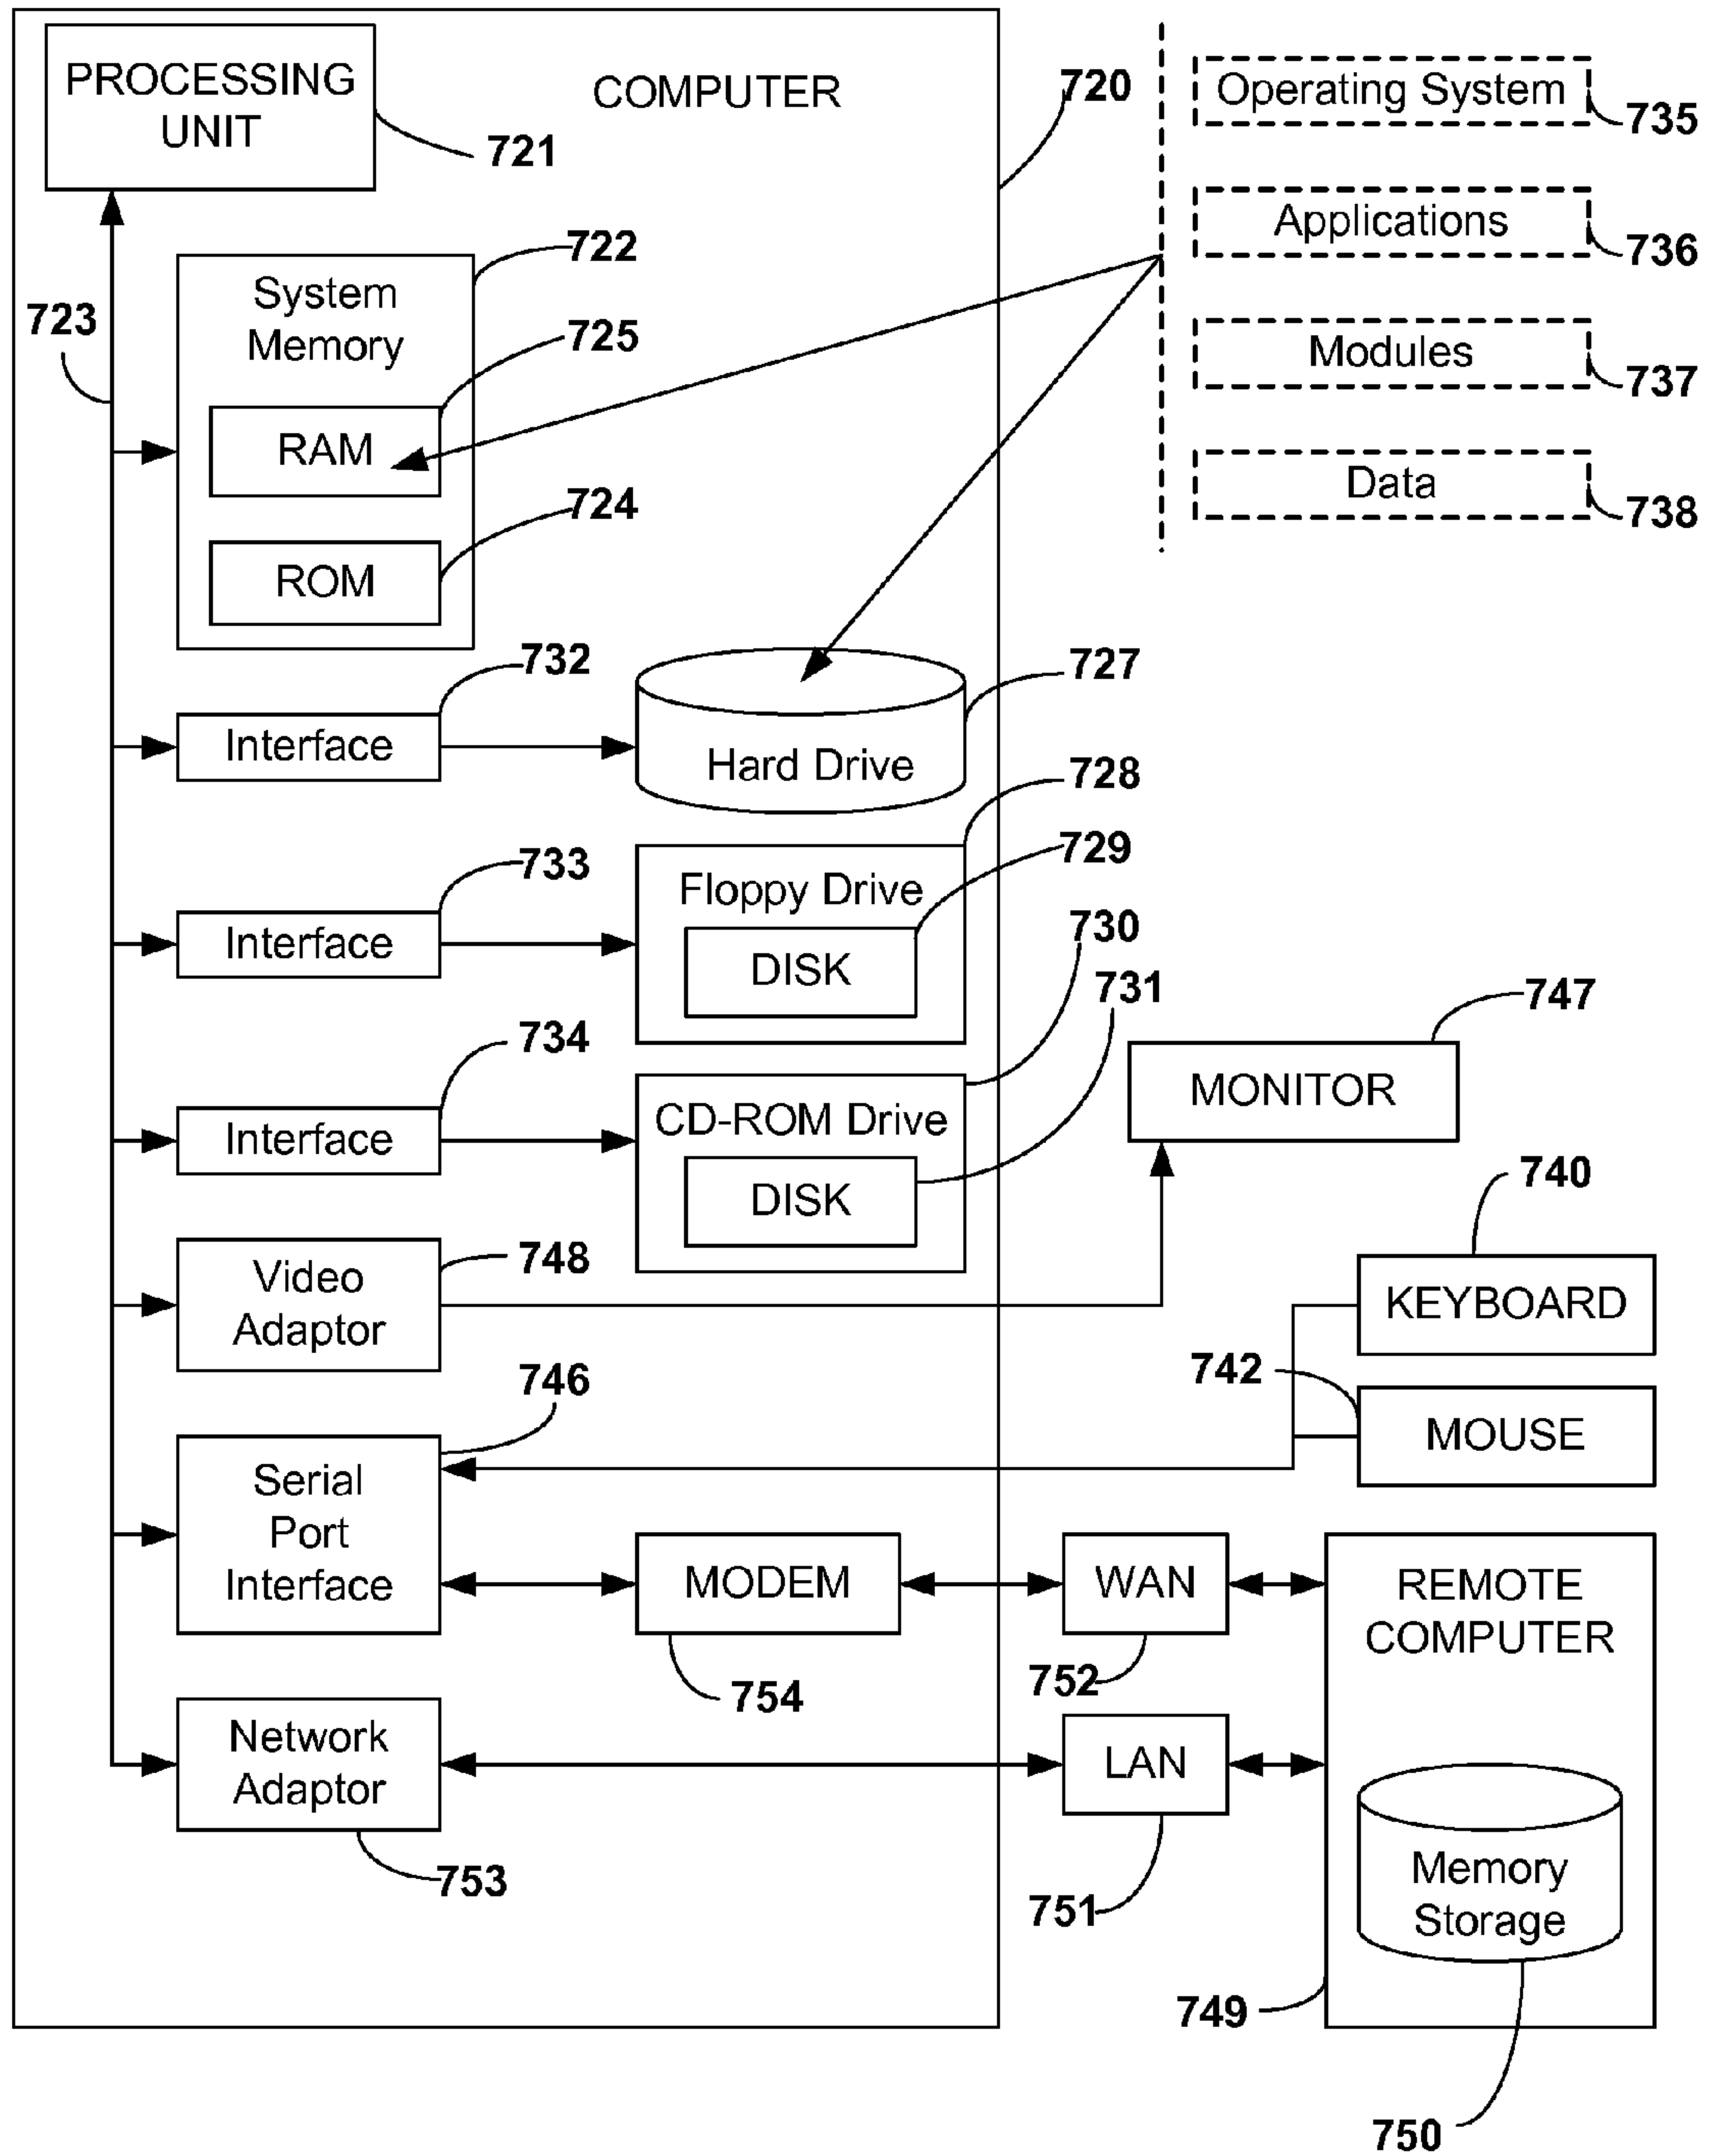 PROCESSING
UNIT
721
COMPUTER
720
Operating System
735
Applications
736
Modules
737
Data
738
723
722
System
Memory
725
RAM
724
ROM
732
Interface
727
Hard Drive
728
733
Interface
729
Floppy Drive
DISK
730
731
734
Interface
CD-ROM Drive
DISK
747
MONITOR
740
KEYBOARD
748
Video
Adaptor
742
MOUSE
746
Serial
Port
Interface
MODEM
754
WAN
752
REMOTE
COMPUTER
Network
Adaptor
753
LAN
751
Memory
Storage
749
750